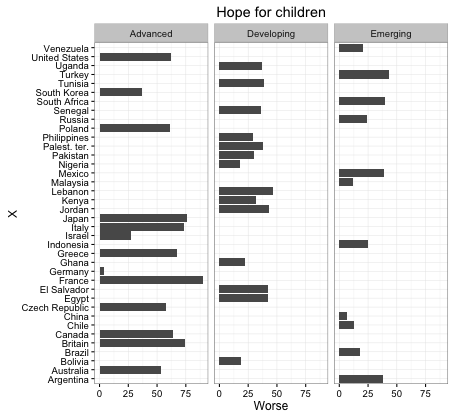 Hope for children
Advanced Developing Emerging
Venezuela
United States
Uganda
Turkey
Tunisia
South Korea
South Africa
Senegal
Russia
Poland
Philippines
Palest. ter.
Pakistan
Nigeria
Mexico
Malaysia
Lebanon
Kenya
Jordan
Japan
Italy
Israel
Indonesia
Greece
Ghana
Germany
France
El Salvador
Egypt
Czech Republic
China
Chile
Canada
Britain
Brazil
Bolivia
Australia
Argentina
X
0 25 50 75 0 25 50 75 0 25 50 75
Worse